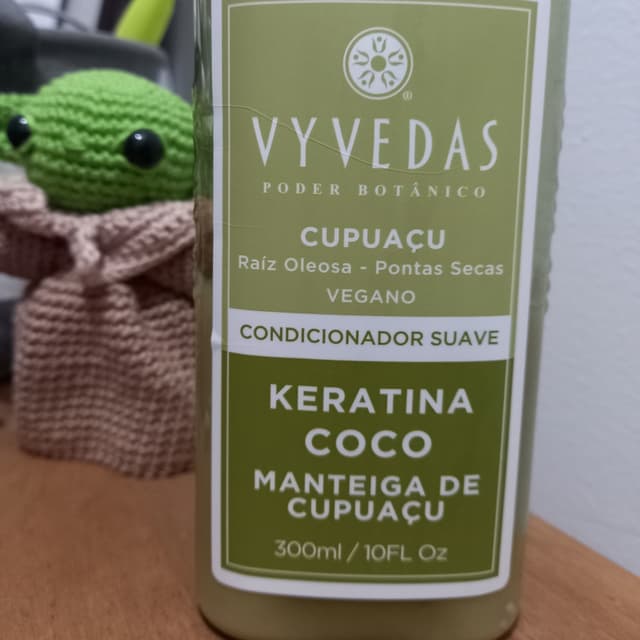 VYVEDAS
PODER BOTÂNICO
CUPUAÇU
Raíz Oleosa - Pontas Secas
VEGANO
CONDICIONADOR SUAVE
KERATINA
COCO
MANTEIGA DE
CUPUAÇU
300ml / 10FL Oz